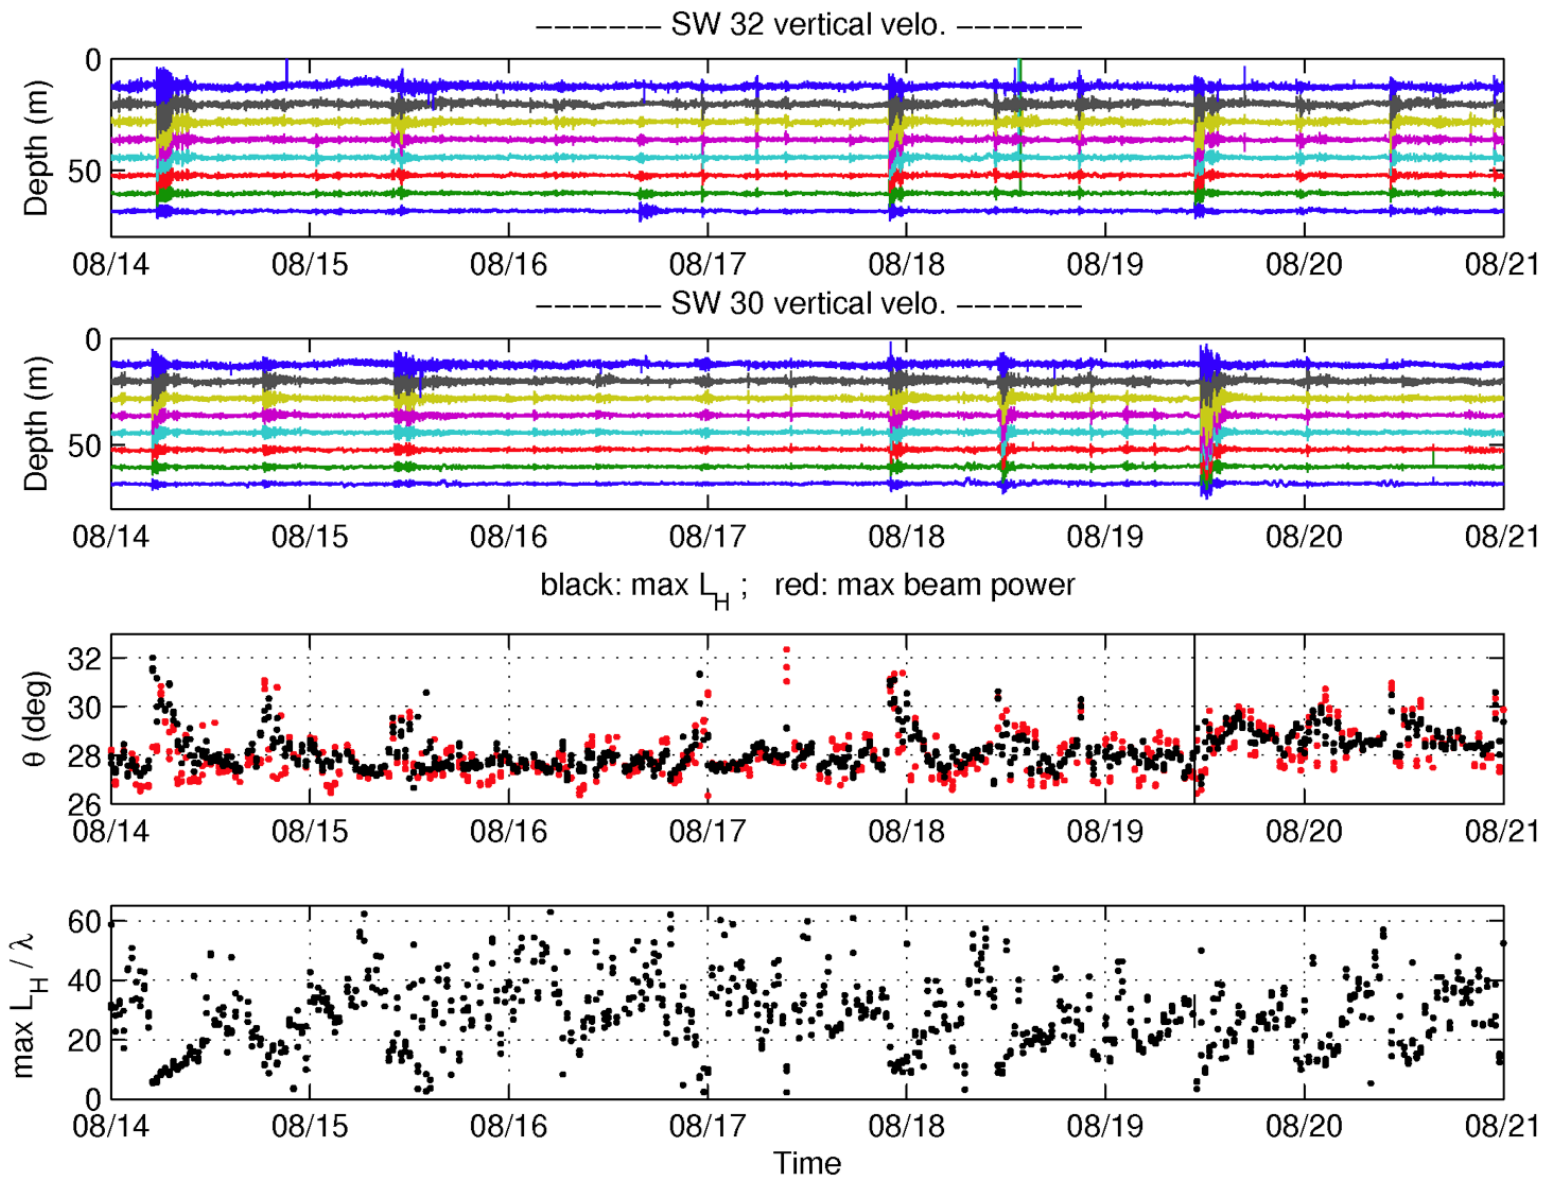 ------- SW 32 vertical velo. -------
0
50
Depth (m)
08/14 08/15 08/16 08/17 08/18 08/19 08/20 08/21
------- SW 30 vertical velo. -------
0
50
Depth (m)
08/14 08/15 08/16 08/17 08/18 08/19 08/20 08/21
black: max L_H ; red: max beam power
32
30
28
26
θ (deg)
08/14 08/15 08/16 08/17 08/18 08/19 08/20 08/21
60
40
20
0
max L_H / λ
08/14 08/15 08/16 08/17 08/18 08/19 08/20 08/21
Time